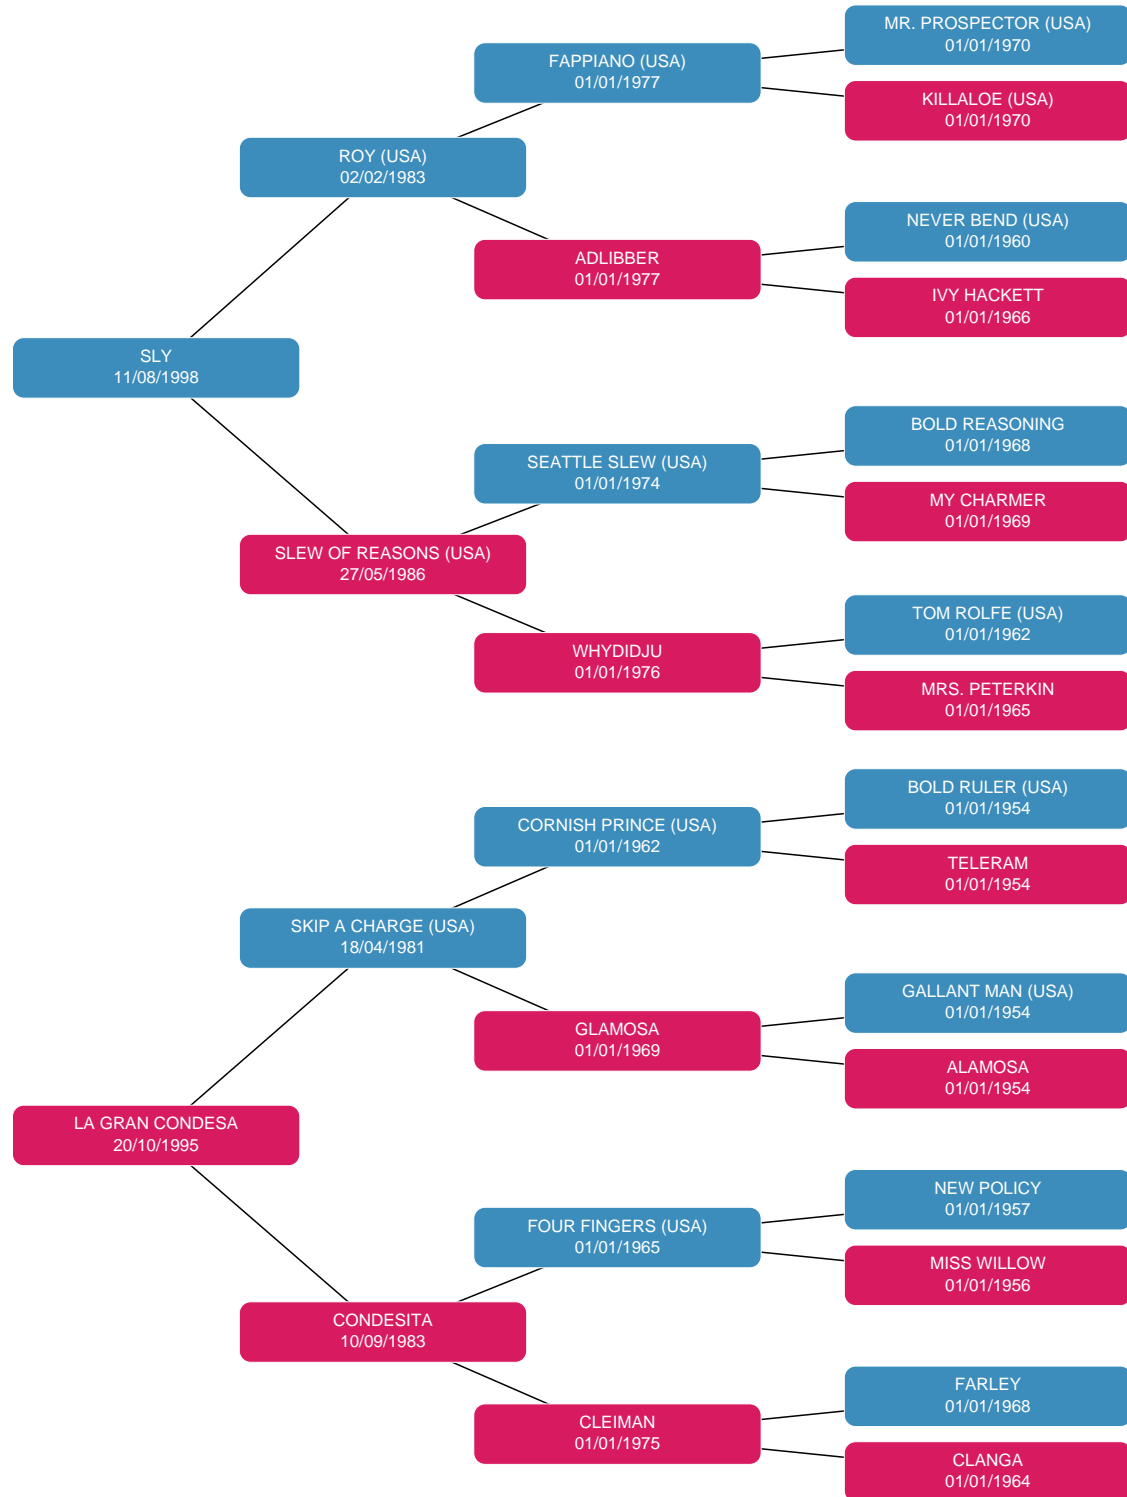 MR. PROSPECTOR (USA)
01/01/1970
FAPPIANO (USA)
01/01/1977
KILLALOE (USA)
01/01/1970
ROY (USA)
02/02/1983
NEVER BEND (USA)
01/01/1960
ADLIBBER
01/01/1977
IVY HACKETT
01/01/1966
SLY
11/08/1998
BOLD REASONING
01/01/1968
SEATTLE SLEW (USA)
01/01/1974
MY CHARMER
01/01/1969
SLEW OF REASONS (USA)
27/05/1986
TOM ROLFE (USA)
01/01/1962
WHYDIDJU
01/01/1976
MRS. PETERKIN
01/01/1965
BOLD RULER (USA)
01/01/1954
CORNISH PRINCE (USA)
01/01/1962
TELERAM
01/01/1954
SKIP A CHARGE (USA)
18/04/1981
GALLANT MAN (USA)
01/01/1954
GLAMOSA
01/01/1969
ALAMOSA
01/01/1954
LA GRAN CONDESA
20/10/1995
NEW POLICY
01/01/1957
FOUR FINGERS (USA)
01/01/1965
MISS WILLOW
01/01/1956
CONDESITA
10/09/1983
FARLEY
01/01/1968
CLEIMAN
01/01/1975
CLANGA
01/01/1964